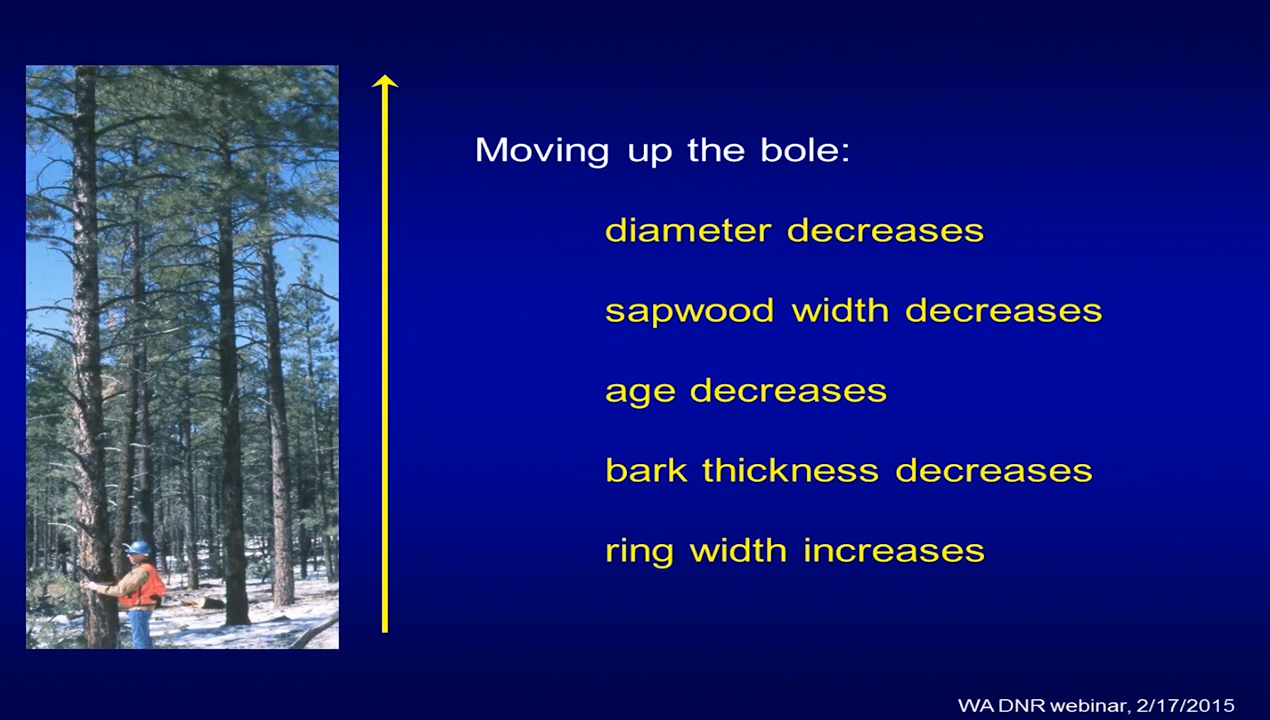 Moving up the bole:
diameter decreases
sapwood width decreases
age decreases
bark thickness decreases
ring width increases
WA DNR webinar, 2/17/2015